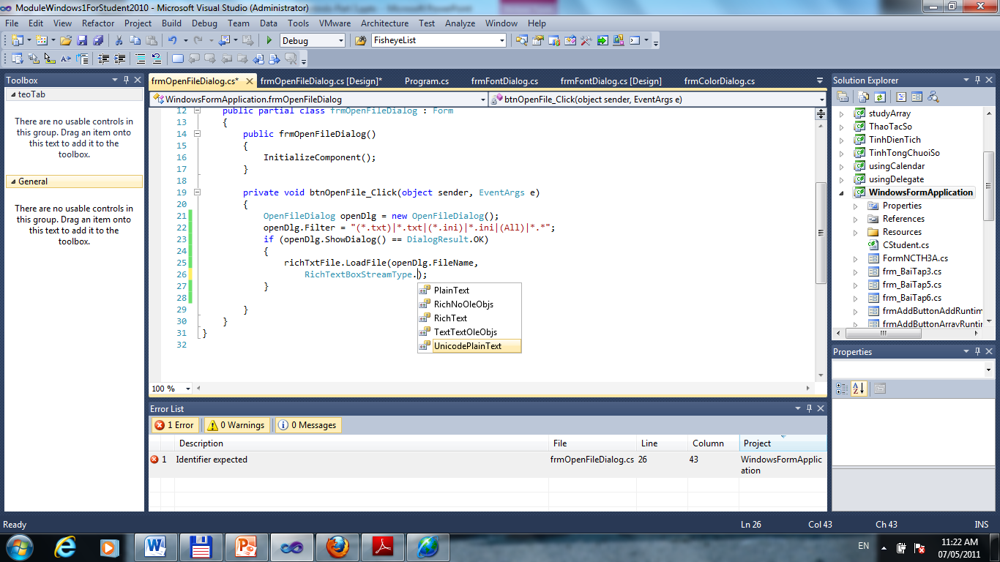 ModuleWindows1ForStudent2010 - Microsoft Visual Studio (Administrator)
File Edit View Refactor Project Build Debug Team Data Tools VMware Architecture Test Analyze Window Help
Debug FisheyeList
Toolbox
teoTab
There are no usable controls in
this group. Drag an item onto
this text to add it to the
toolbox.
General
There are no usable controls in
this group. Drag an item onto
this text to add it to the
toolbox.
frmOpenFileDialog.cs* frmOpenFileDialog.cs [Design]* Program.cs frmFontDialog.cs frmFontDialog.cs [Design] frmColorDialog.cs
WindowsFormApplication.frmOpenFileDialog btnOpenFile_Click(object sender, EventArgs e)
12 public partial class frmOpenFileDialog : Form
13 {
14 public frmOpenFileDialog()
15 {
16 InitializeComponent();
17 }
18
19 private void btnOpenFile_Click(object sender, EventArgs e)
20 {
21 OpenFileDialog openDlg = new OpenFileDialog();
22 openDlg.Filter = "(*.txt)|*.txt|(*.ini)|*.ini|(All)|*.*";
23 if (openDlg.ShowDialog() == DialogResult.OK)
24 {
25 richTxtFile.LoadFile(openDlg.FileName,
26 RichTextBoxStreamType.);
27 }
28
29 }
30 }
31 }
32
PlainText
RichNoOleObjs
RichText
TextTextOleObjs
UnicodePlainText
100 %
Error List
1 Error 0 Warnings 0 Messages
Description File Line Column Project
1 Identifier expected frmOpenFileDialog.cs 26 43 WindowsFormApplic
ation
Solution Explorer
studyArray
ThaoTacSo
TinhDienTich
TinhTongChuoiSo
usingCalendar
usingDelegate
WindowsFormApplication
Properties
References
Resources
CStudent.cs
FormNCTH3A.cs
frm_BaiTap3.cs
frm_BaiTap5.cs
frm_BaiTap6.cs
frmAddButtonAddRuntim
frmAddButtonArrayRuntir
Properties
Ready Ln 26 Col 43 Ch 43 INS
EN 11:22 AM
07/05/2011